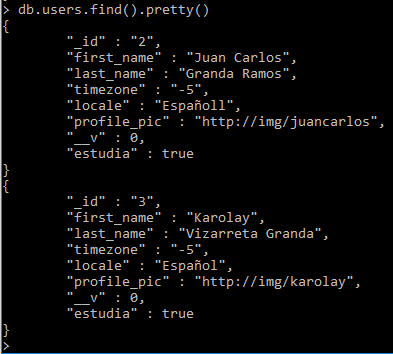 > db.users.find().pretty()
{
        "_id" : "2",
        "first_name" : "Juan Carlos",
        "last_name" : "Granda Ramos",
        "timezone" : "-5",
        "locale" : "Españoll",
        "profile_pic" : "http://img/juancarlos",
        "__v" : 0,
        "estudia" : true
}
{
        "_id" : "3",
        "first_name" : "Karolay",
        "last_name" : "Vizarreta Granda",
        "timezone" : "-5",
        "locale" : "Español",
        "profile_pic" : "http://img/karolay",
        "__v" : 0,
        "estudia" : true
}
>